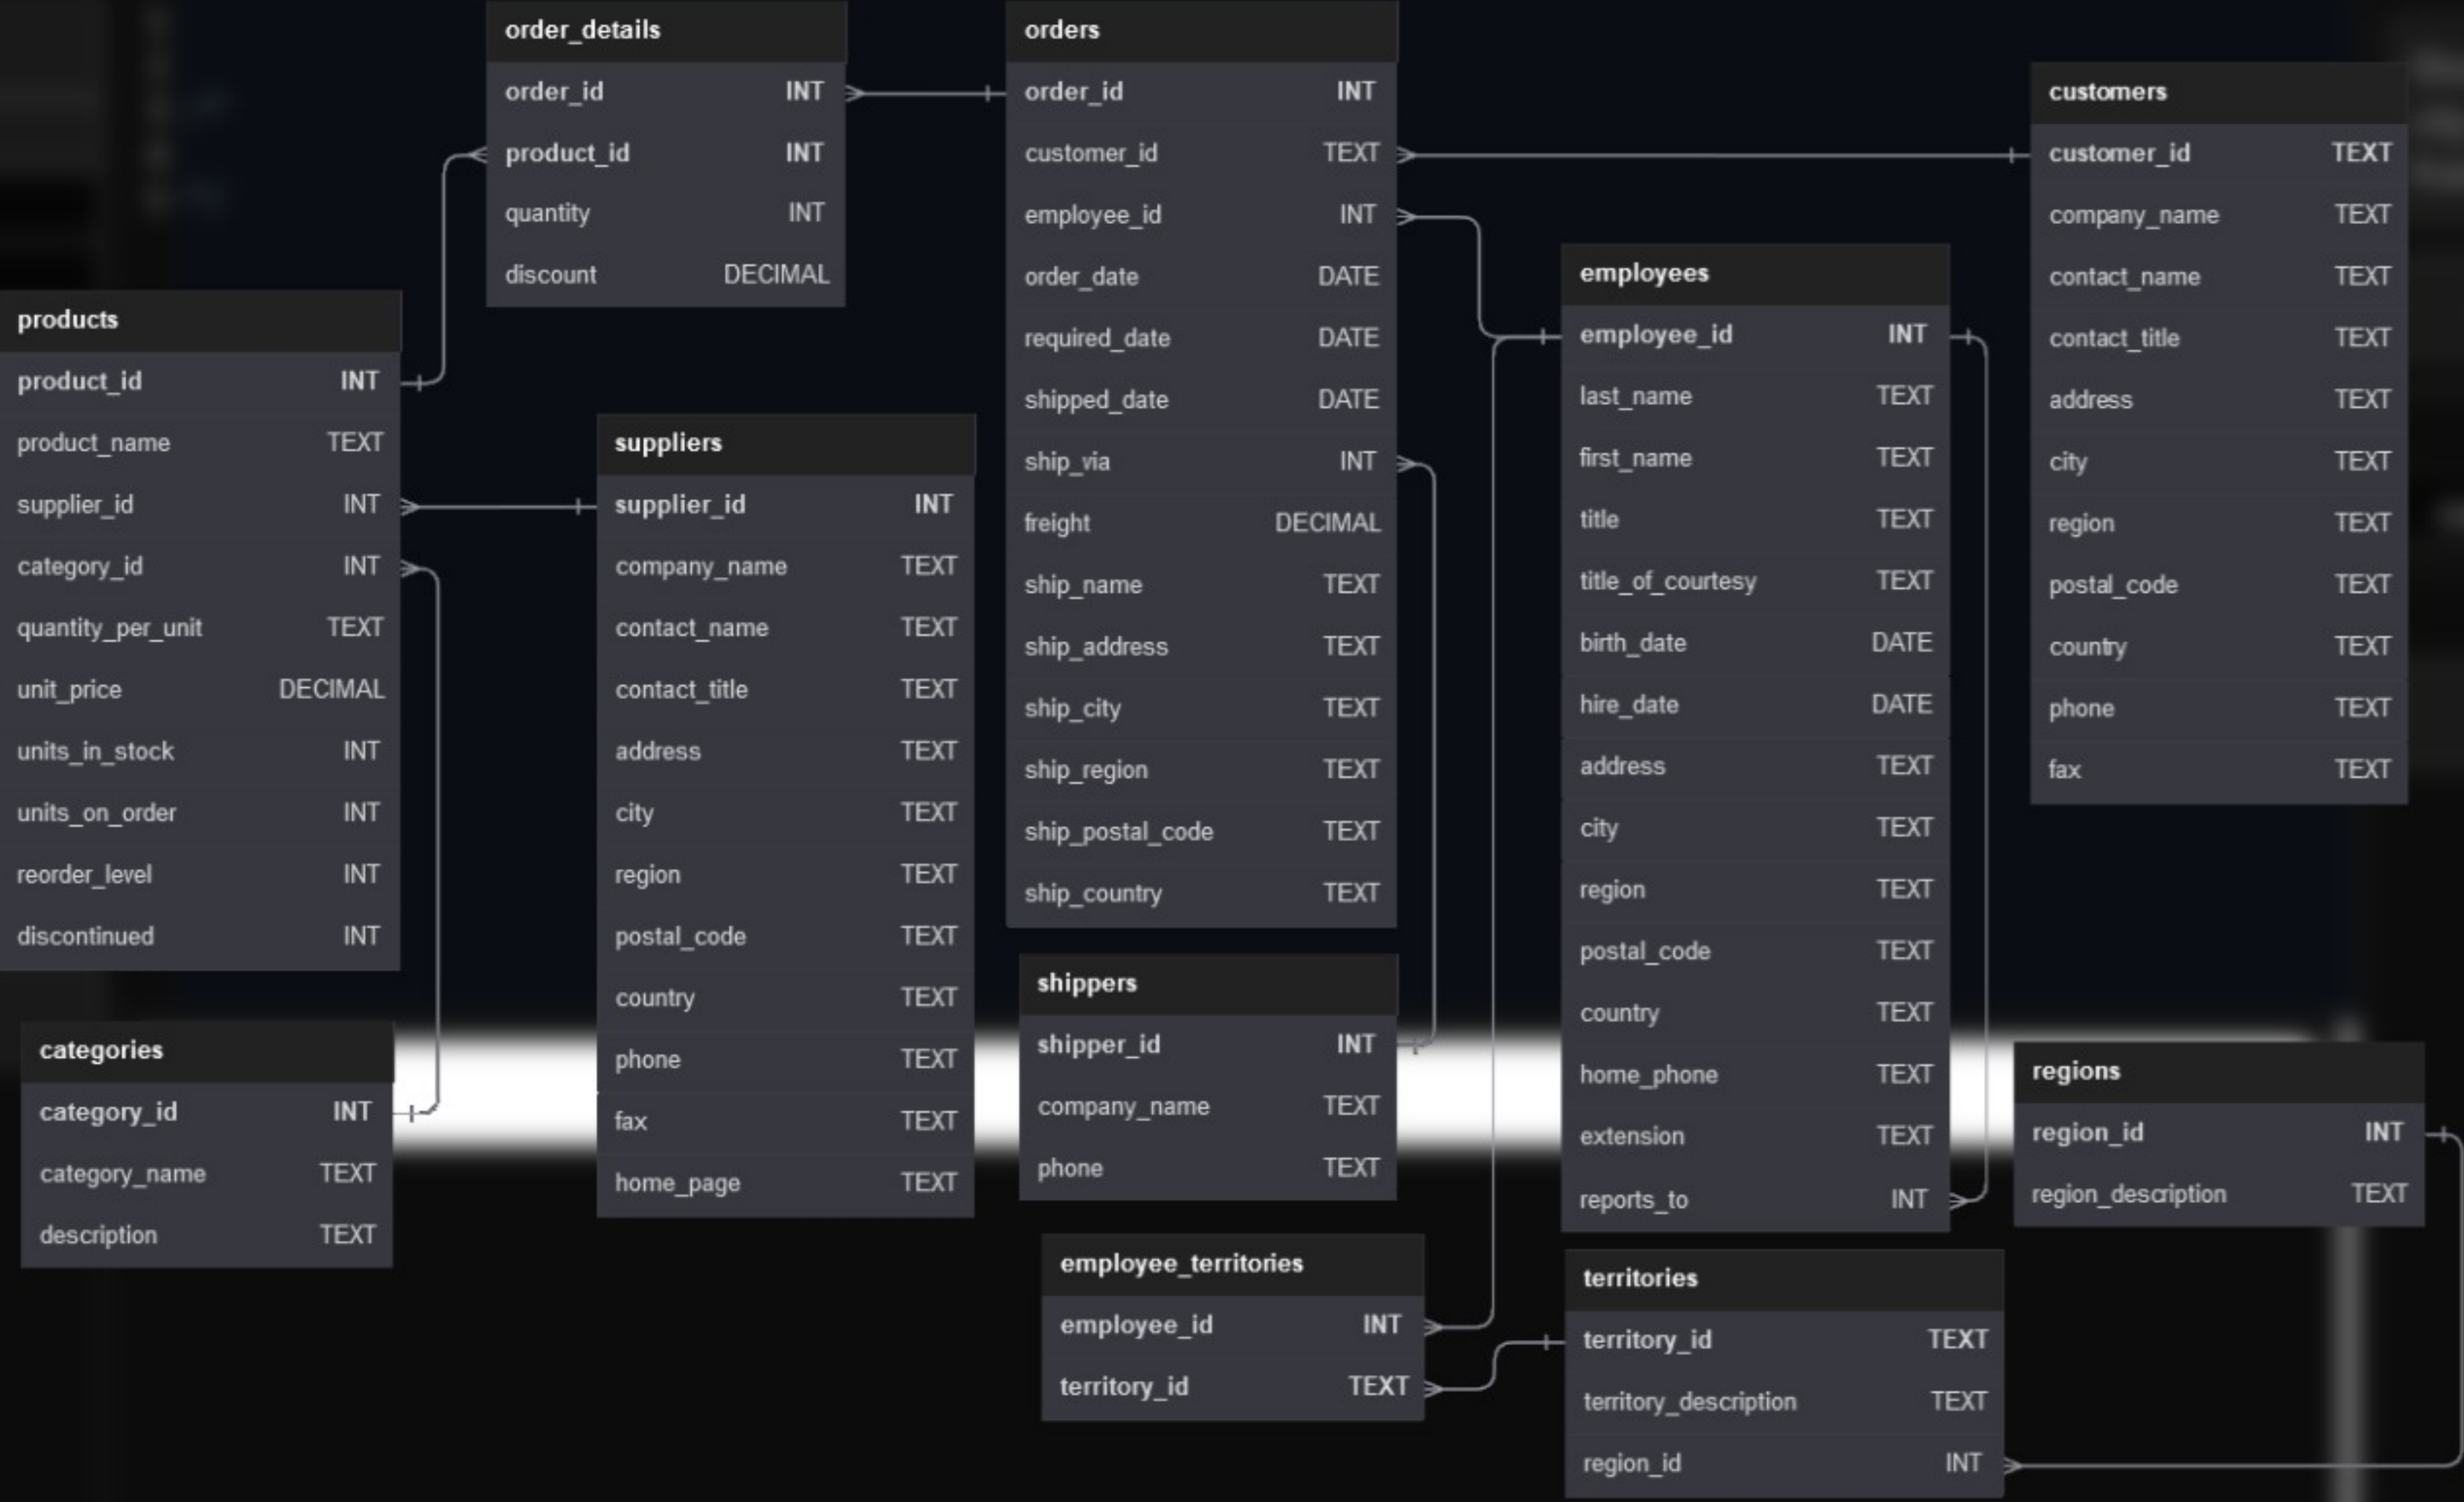 order_details
order_id INT
product_id INT
quantity INT
discount DECIMAL
orders
order_id INT
customer_id TEXT
employee_id INT
order_date DATE
required_date DATE
shipped_date DATE
ship_via INT
freight DECIMAL
ship_name TEXT
ship_address TEXT
ship_city TEXT
ship_region TEXT
ship_postal_code TEXT
ship_country TEXT
customers
customer_id TEXT
company_name TEXT
contact_name TEXT
contact_title TEXT
address TEXT
city TEXT
region TEXT
postal_code TEXT
country TEXT
phone TEXT
fax TEXT
products
product_id INT
product_name TEXT
supplier_id INT
category_id INT
quantity_per_unit TEXT
unit_price DECIMAL
units_in_stock INT
units_on_order INT
reorder_level INT
discontinued INT
suppliers
supplier_id INT
company_name TEXT
contact_name TEXT
contact_title TEXT
address TEXT
city TEXT
region TEXT
postal_code TEXT
country TEXT
phone TEXT
fax TEXT
home_page TEXT
employees
employee_id INT
last_name TEXT
first_name TEXT
title TEXT
title_of_courtesy TEXT
birth_date DATE
hire_date DATE
address TEXT
city TEXT
region TEXT
postal_code TEXT
country TEXT
home_phone TEXT
extension TEXT
reports_to INT
categories
category_id INT
category_name TEXT
description TEXT
shippers
shipper_id INT
company_name TEXT
phone TEXT
regions
region_id INT
region_description TEXT
employee_territories
employee_id INT
territory_id TEXT
territories
territory_id TEXT
territory_description TEXT
region_id INT